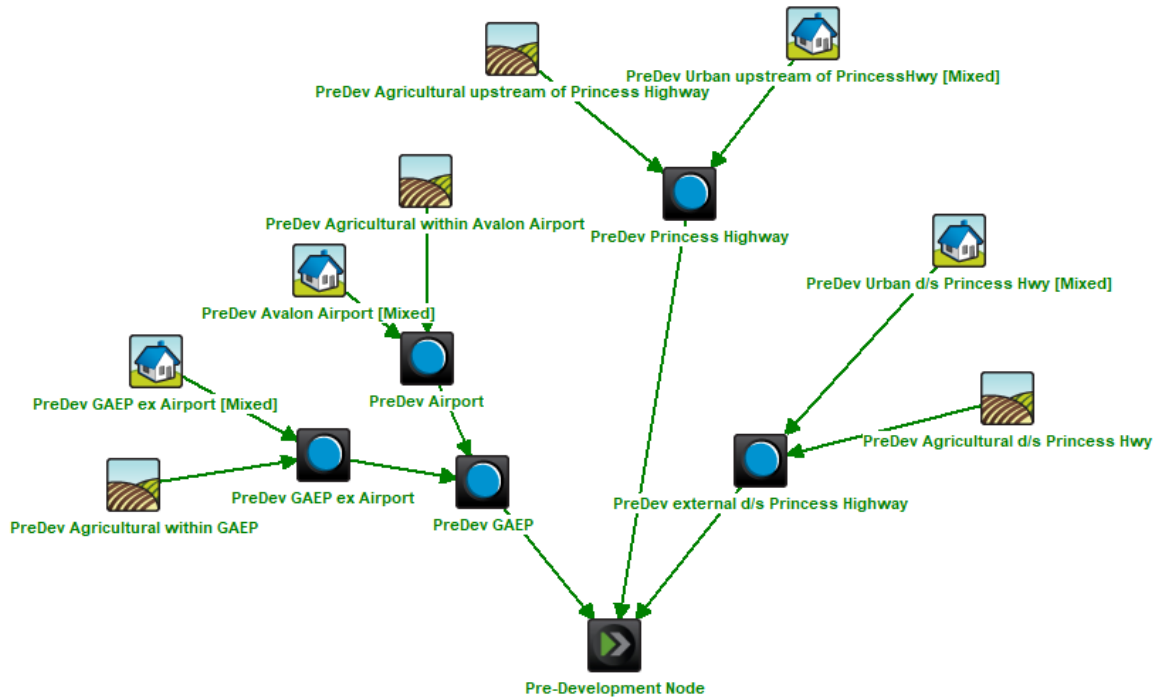 PreDev Urban upstream of PrincessHwy [Mixed]
PreDev Agricultural upstream of Princess Highway
PreDev Agricultural within Avalon Airport
PreDev Princess Highway
PreDev Urban d/s Princess Hwy [Mixed]
PreDev Avalon Airport [Mixed]
PreDev GAEP ex Airport [Mixed]
PreDev Airport
PreDev Agricultural d/s Princess Hwy
PreDev GAEP ex Airport
PreDev external d/s Princess Highway
PreDev Agricultural within GAEP
PreDev GAEP
Pre-Development Node